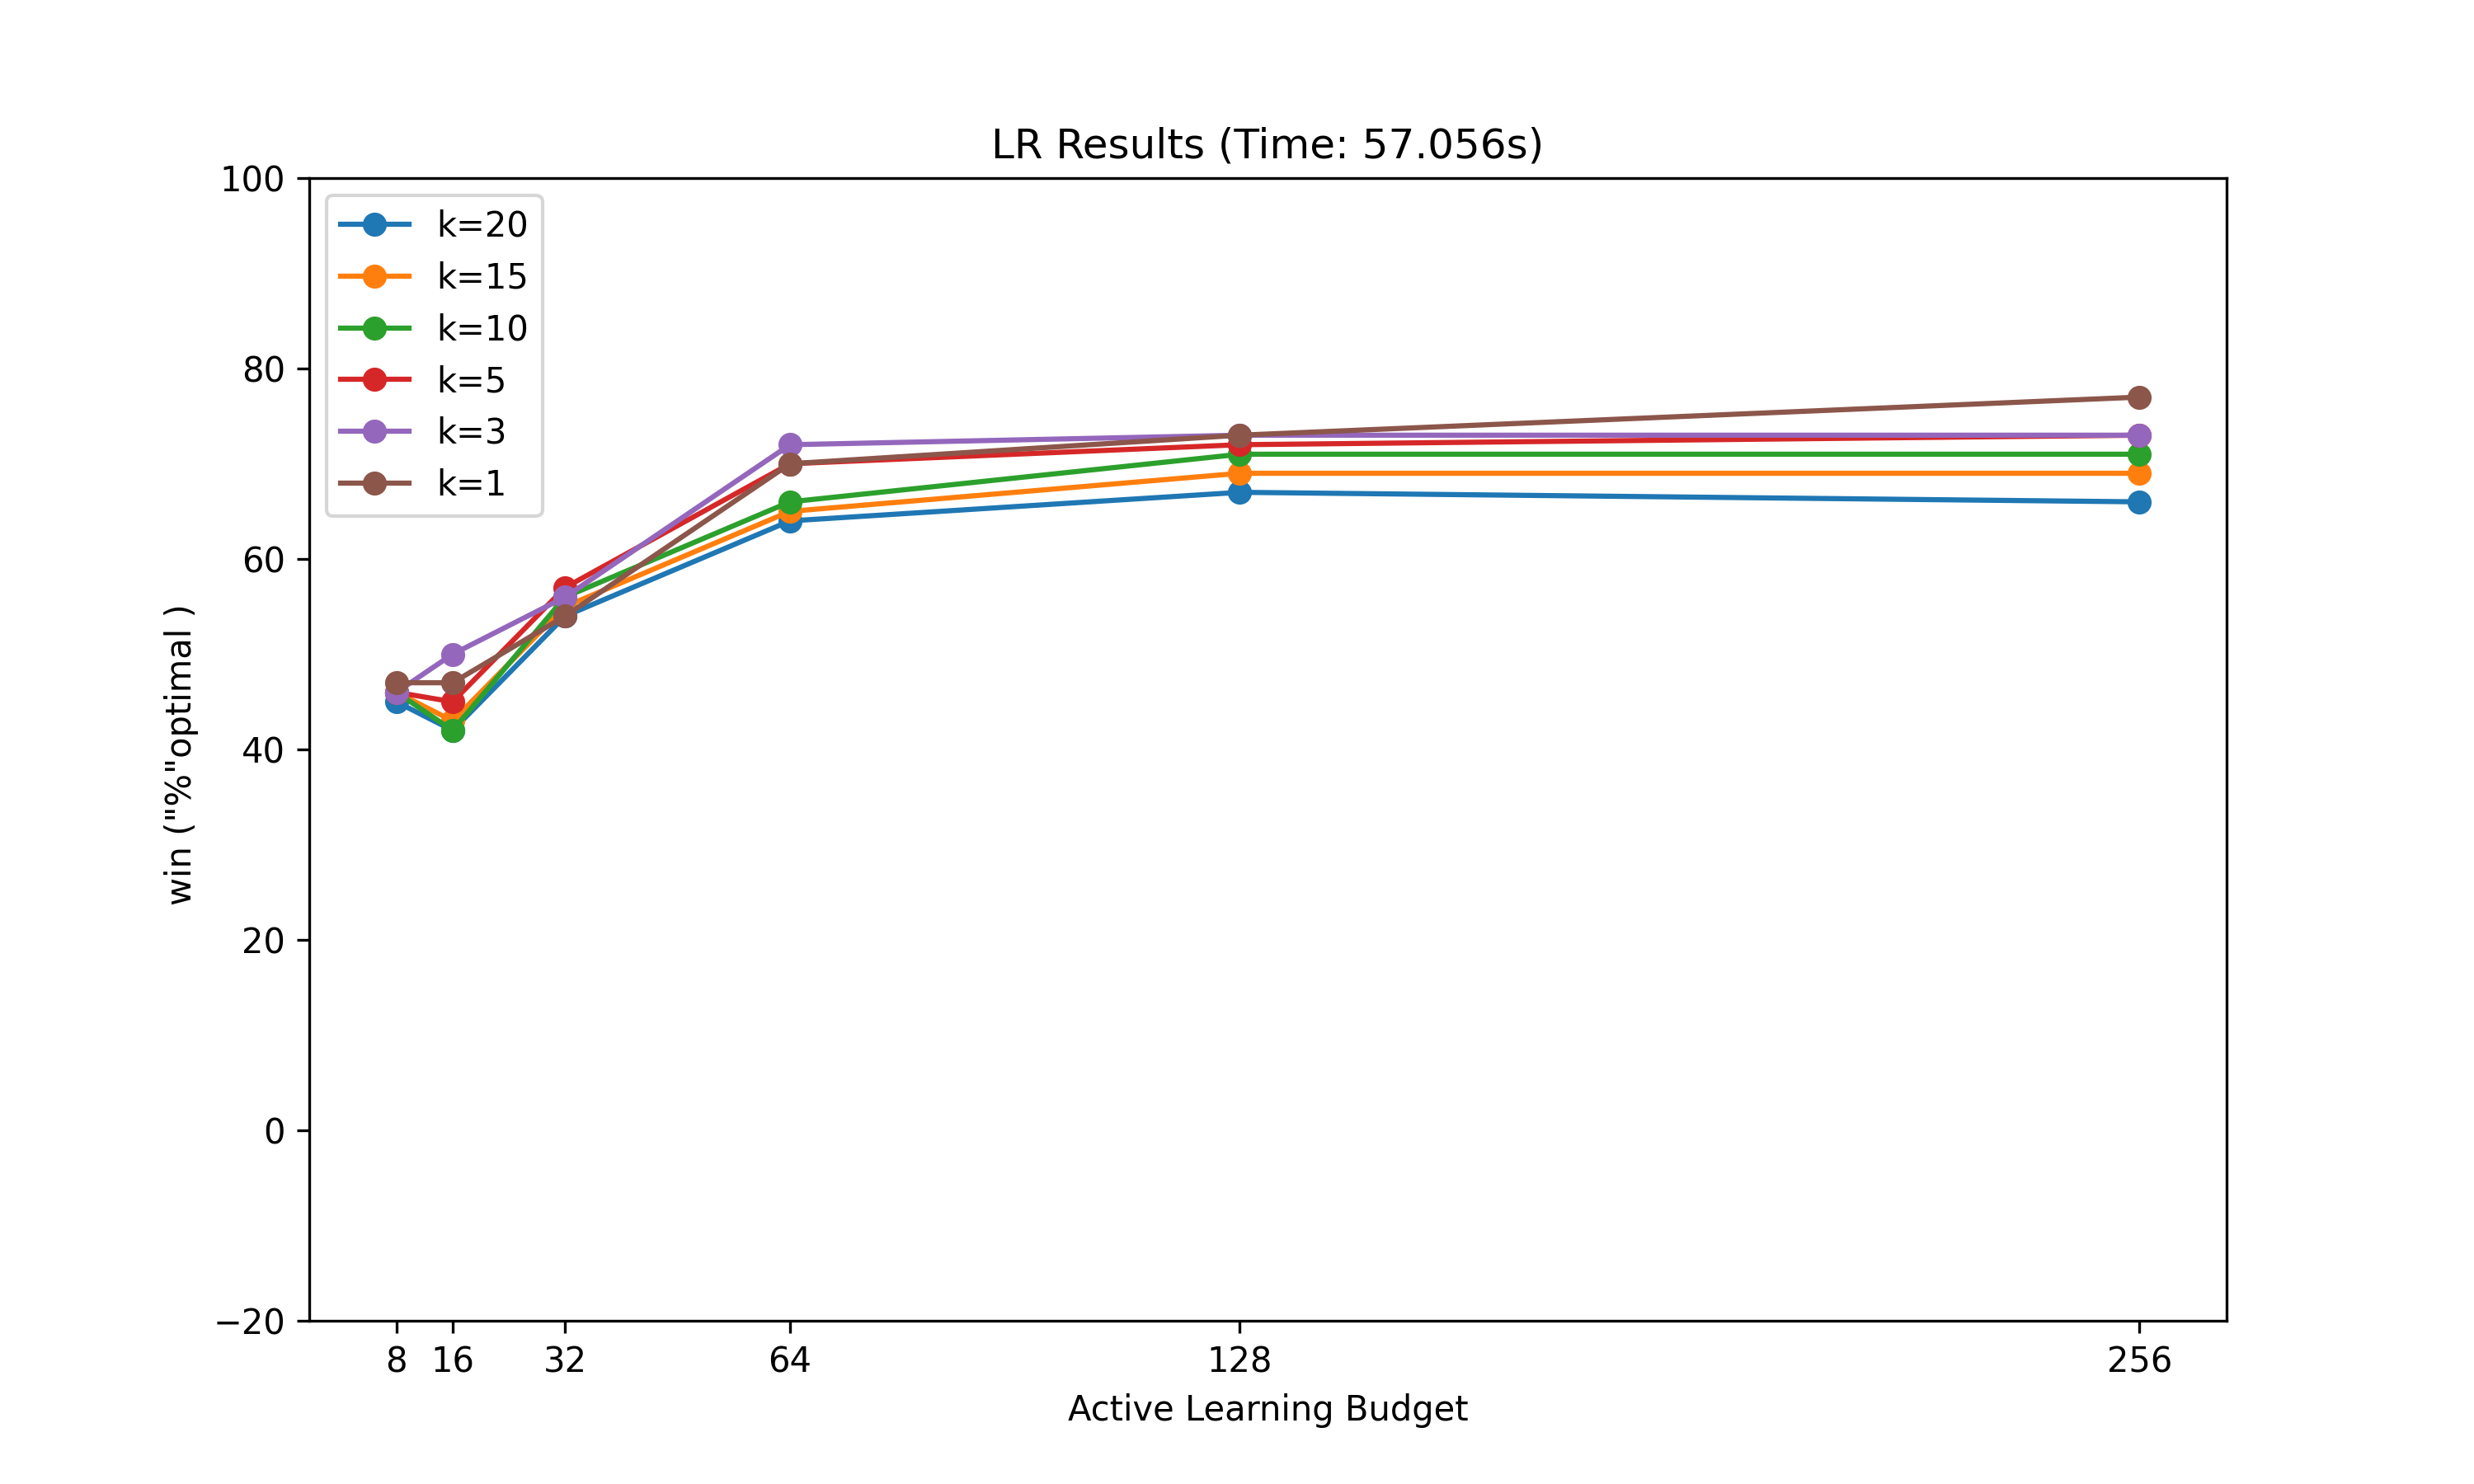 LR Results (Time: 57.056s)
100
80
60
40
20
0
−20
win ("%"optimal )
k=20
k=15
k=10
k=5
k=3
k=1
8 16 32 64 128 256
Active Learning Budget